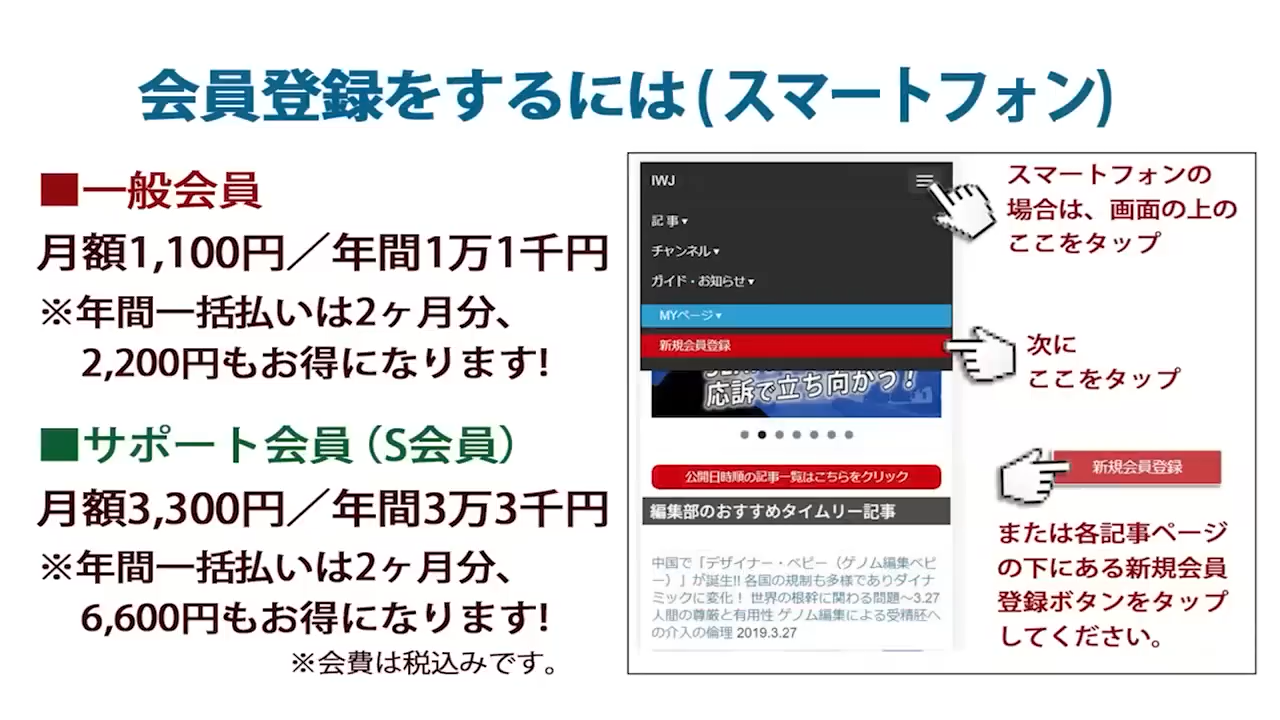 会員登録をするには(スマートフォン)
■一般会員
月額1,100円／年間1万1千円
※年間一括払いは2ヶ月分、
2,200円もお得になります!
■サポート会員（S会員）
月額3,300円／年間3万3千円
※年間一括払いは2ヶ月分、
6,600円もお得になります!
※会費は税込みです。
IWJ
記事▾
チャンネル▾
ガイド・お知らせ▾
MYページ▾
新規会員登録
応訴で立ち向かう！
公開日時順の記事一覧はこちらをクリック
編集部のおすすめタイムリー記事
中国で「デザイナー・ベビー（ゲノム編集ベビ
ー）」が誕生!! 各国の規制も多様でありダイナ
ミックに変化！ 世界の根幹に関わる問題～3.27
人間の尊厳と有用性 ゲノム編集による受精胚へ
の介入の倫理 2019.3.27
スマートフォンの
場合は、画面の上の
ここをタップ
次に
ここをタップ
新規会員登録
または各記事ページ
の下にある新規会員
登録ボタンをタップ
してください。